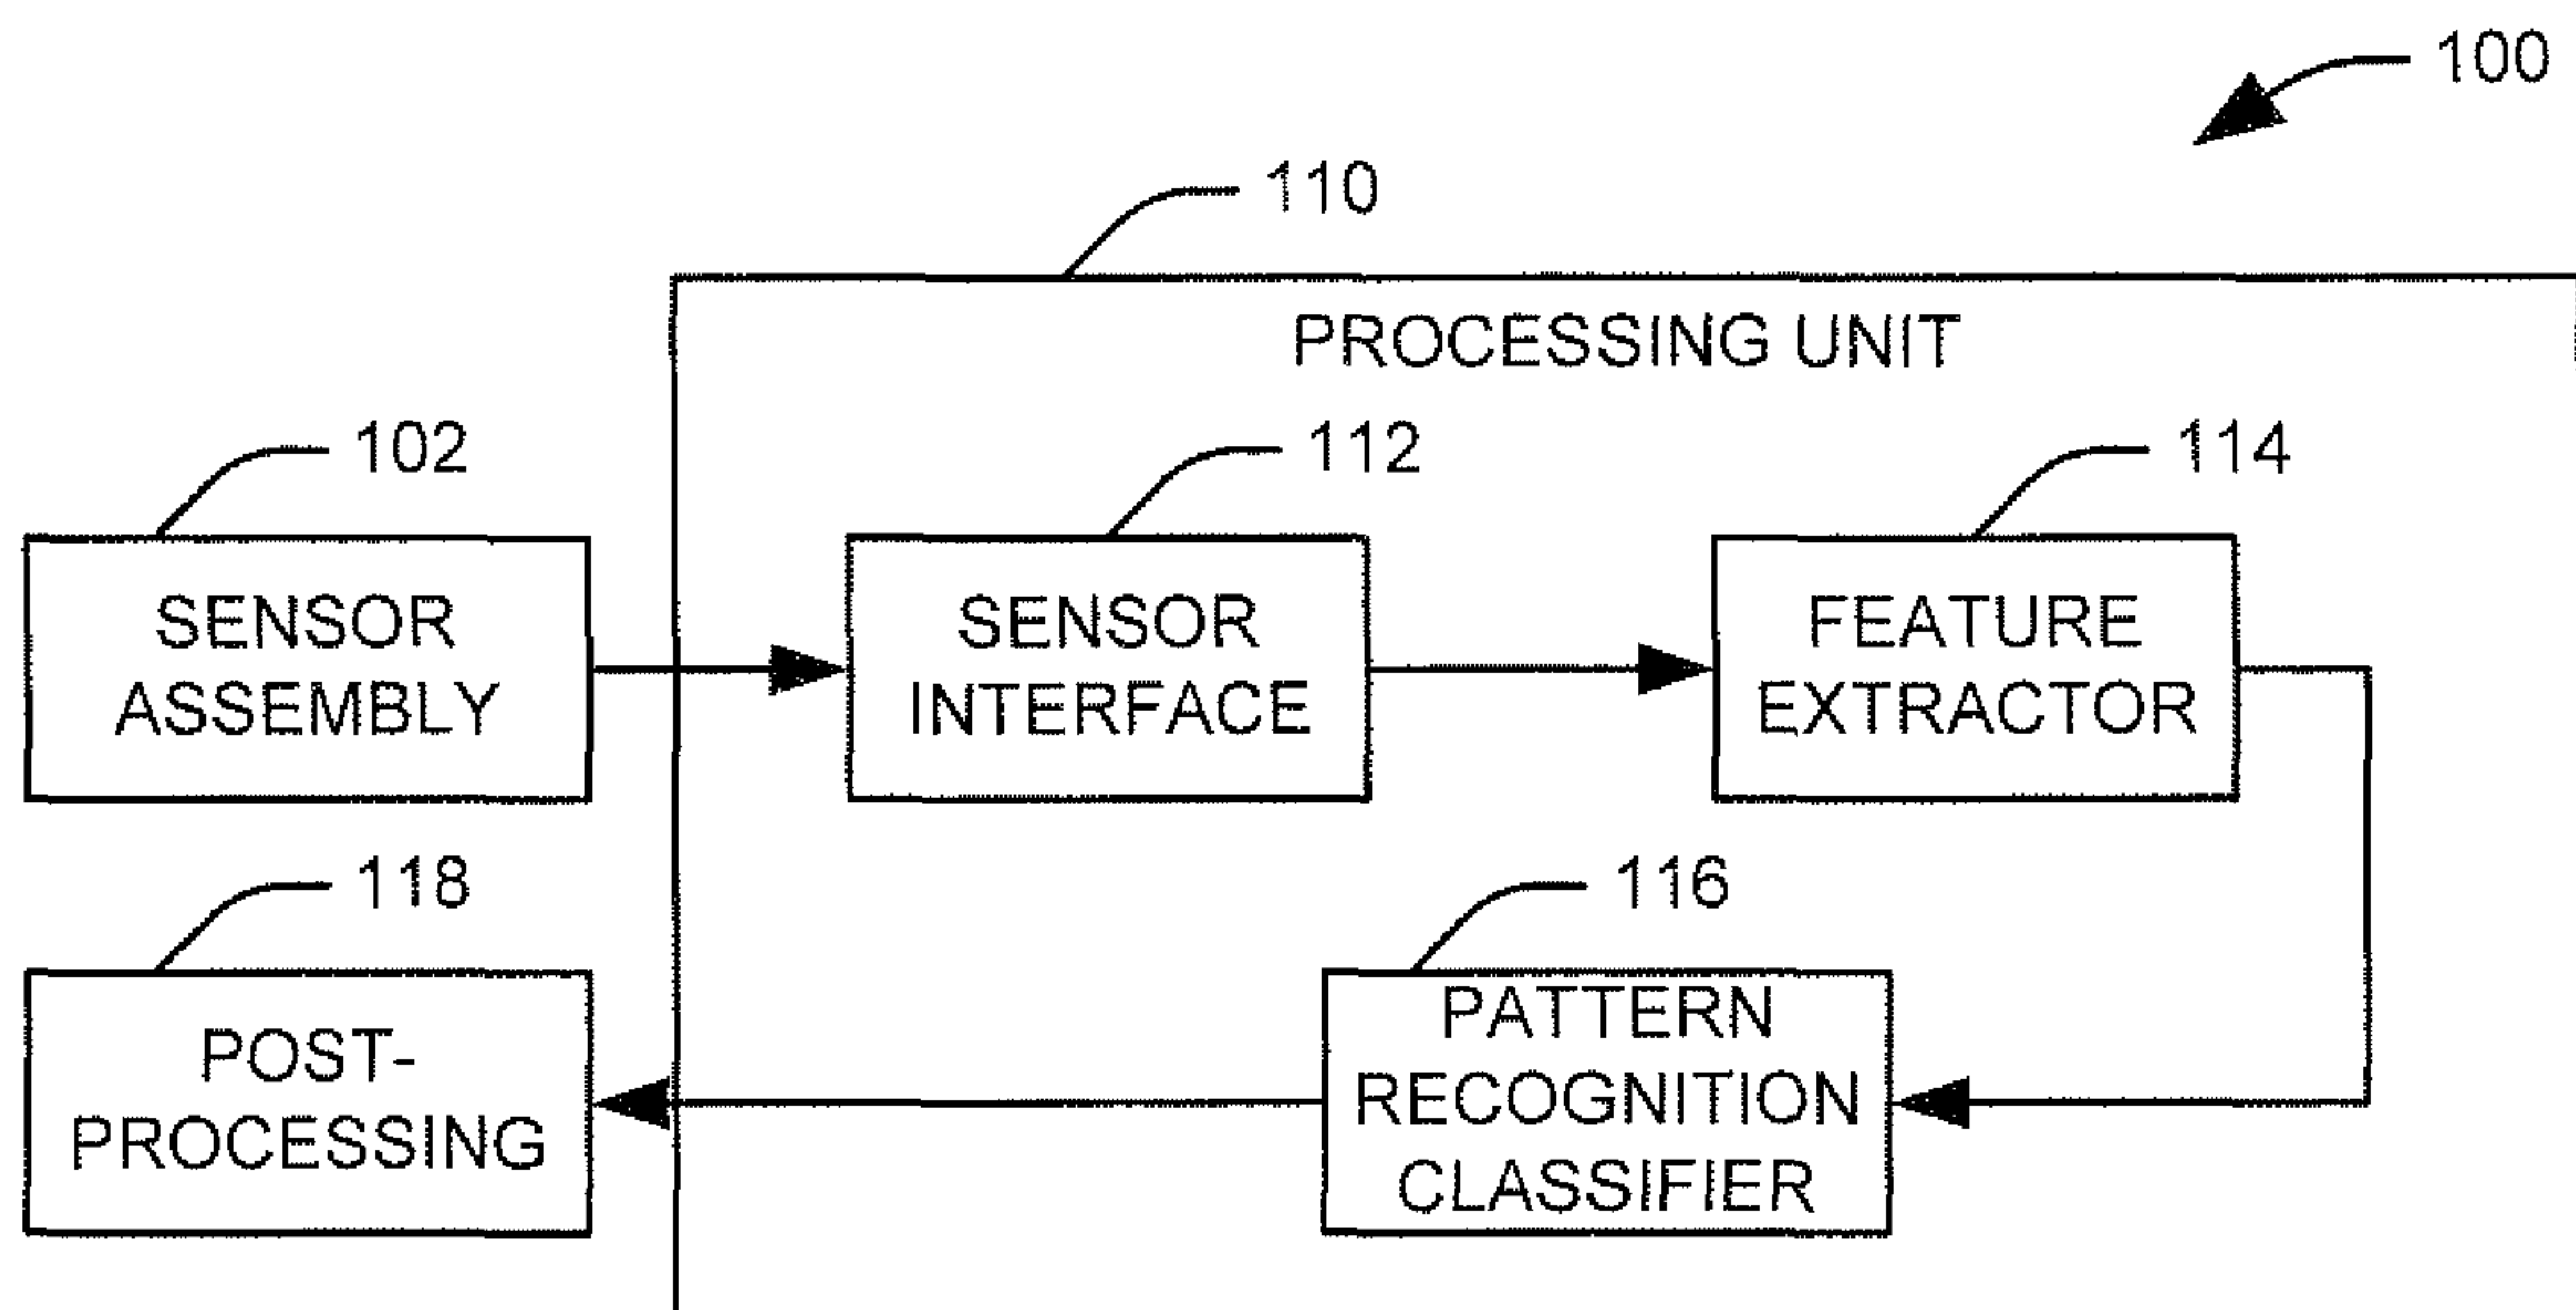 100
110
PROCESSING UNIT
102
112
114
SENSOR
ASSEMBLY
SENSOR
INTERFACE
FEATURE
EXTRACTOR
118
116
POST-
PROCESSING
PATTERN
RECOGNITION
CLASSIFIER